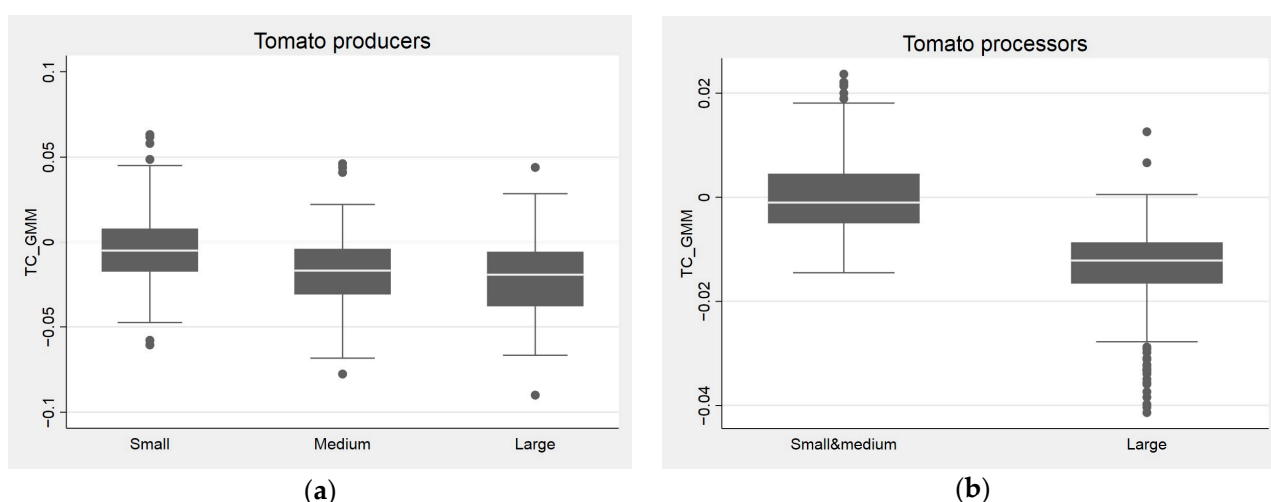 Tomato producers
0.1
0.05
0
−0.05
−0.1
TC_GMM
Small Medium Large
(a)
Tomato processors
0.02
0
−0.02
−0.04
TC_GMM
Small&medium Large
(b)